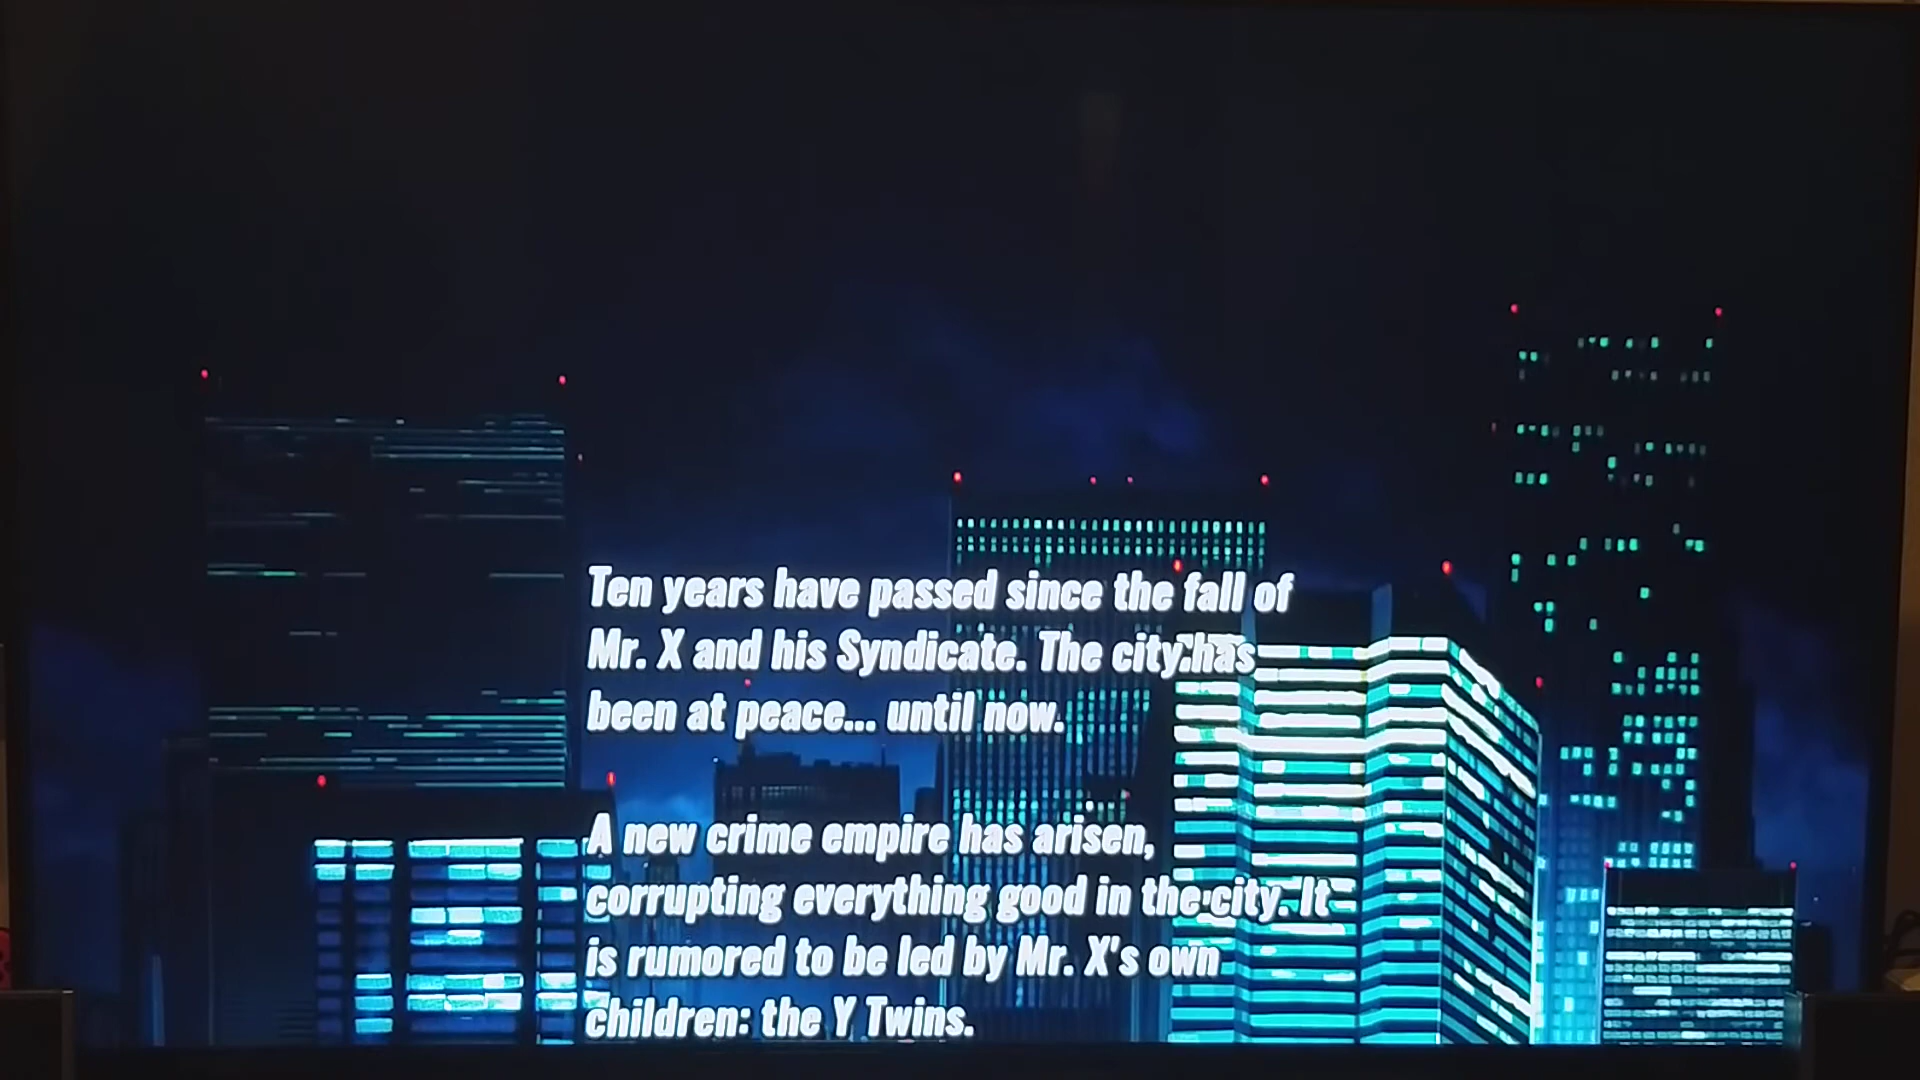 Ten years have passed since the fall of
Mr. X and his Syndicate. The city has
been at peace... until now.
A new crime empire has arisen,
corrupting everything good in the city. It
is rumored to be led by Mr. X's own
children: the Y Twins.